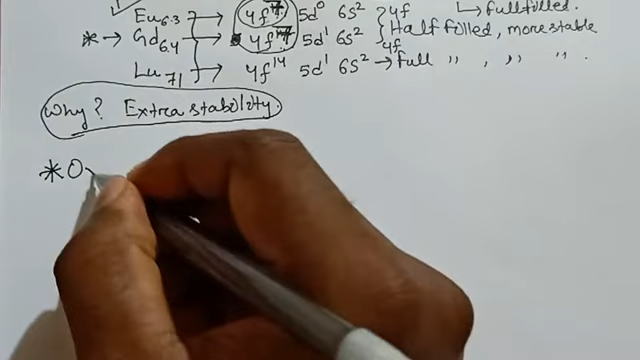 Eu63 → 4f7 5d0 6s2 } 4f ↳ fullfilled.
* → Gd64 → 4f7 5d1 6s2 } Half filled, more stable
4f
Lu71 → 4f14 5d1 6s2 → full " , " " .
Why? Extra stability.
* O